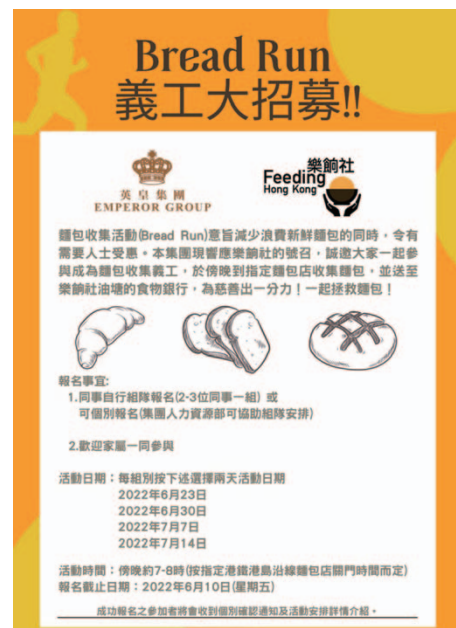 Bread Run
義工大招募!!
英皇集團
EMPEROR GROUP
樂餉社
Feeding
Hong Kong
麵包收集活動(Bread Run)意旨減少浪費新鮮麵包的同時，令有
需要人士受惠。本集團現響應樂餉社的號召，誠邀大家一起參
與成為麵包收集義工，於傍晚到指定麵包店收集麵包，並送至
樂餉社油塘的食物銀行，為慈善出一分力！一起拯救麵包！
報名事宜:
1.同事自行組隊報名(2-3位同事一組) 或
可個別報名(集團人力資源部可協助組隊安排)
2.歡迎家屬一同參與
活動日期：每組別按下述選擇兩天活動日期
2022年6月23日
2022年6月30日
2022年7月7日
2022年7月14日
活動時間：傍晚約7-8時(按指定港鐵港島沿線麵包店關門時間而定)
報名截止日期：2022年6月10日(星期五)
成功報名之參加者將會收到個別確認通知及活動安排詳情介紹。